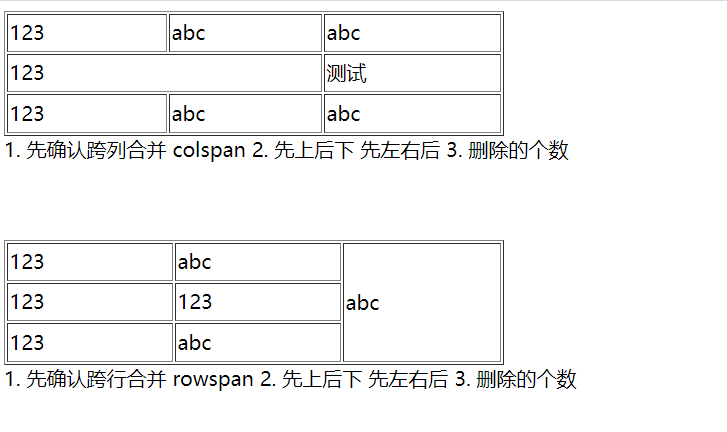 123 abc abc
123 测试
123 abc abc
1. 先确认跨列合并 colspan 2. 先上后下 先左右后 3. 删除的个数
123 abc
123 123 abc
123 abc
1. 先确认跨行合并 rowspan 2. 先上后下 先左右后 3. 删除的个数